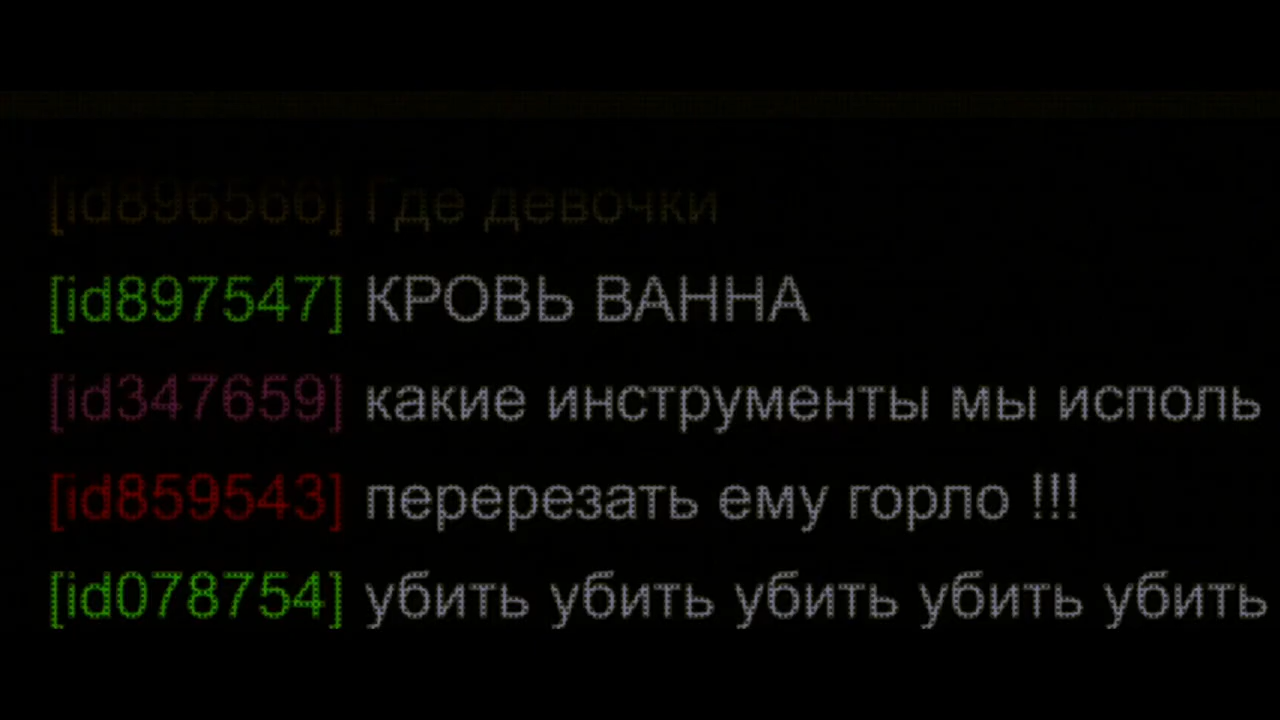 [id896566] Где девочки
[id897547] КРОВЬ ВАННА
[id347659] какие инструменты мы исполь
[id859543] перерезать ему горло !!!
[id078754] убить убить убить убить убить